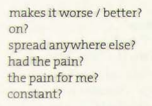 makes it worse / better?
on?
spread anywhere else?
had the pain?
the pain for me?
constant?